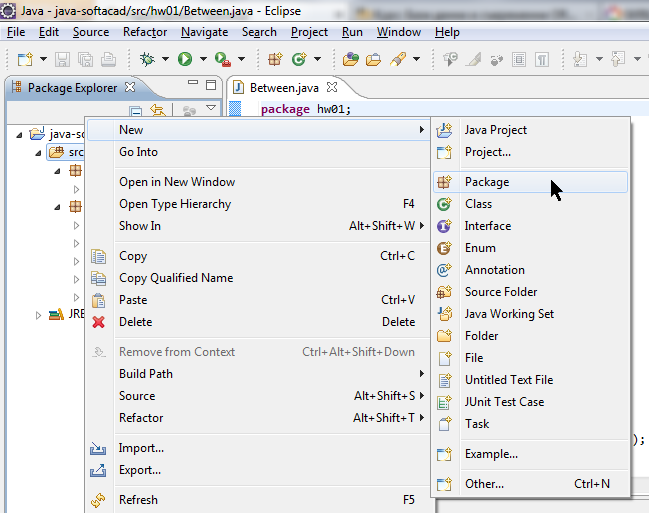 Java - java-softacad/src/hw01/Between.java - Eclipse
File Edit Source Refactor Navigate Search Project Run Window Help
Package Explorer
Between.java
package hw01;
java-s
src
JRE
);
New
Go Into
Open in New Window
Open Type Hierarchy F4
Show In Alt+Shift+W
Copy Ctrl+C
Copy Qualified Name
Paste Ctrl+V
Delete Delete
Remove from Context Ctrl+Alt+Shift+Down
Build Path
Source Alt+Shift+S
Refactor Alt+Shift+T
Import...
Export...
Refresh F5
Java Project
Project...
Package
Class
Interface
Enum
Annotation
Source Folder
Java Working Set
Folder
File
Untitled Text File
JUnit Test Case
Task
Example...
Other... Ctrl+N